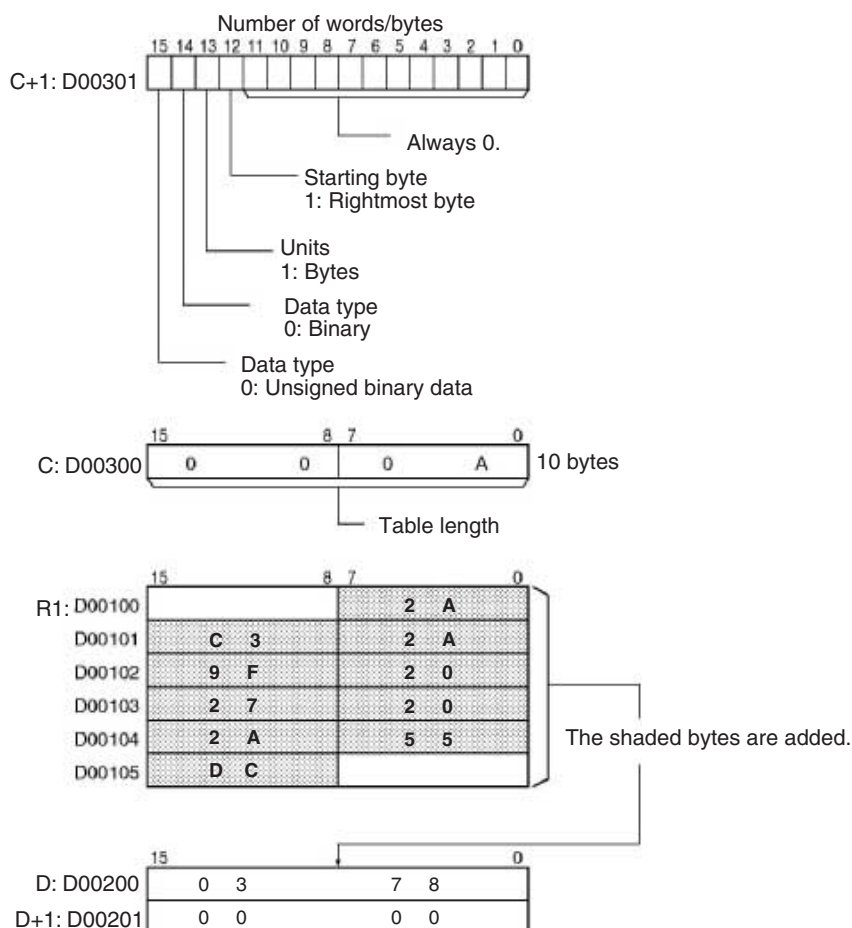 Number of words/bytes
15 14 13 12 11 10 9 8 7 6 5 4 3 2 1 0
C+1: D00301
Always 0.
Starting byte
1: Rightmost byte
Units
1: Bytes
Data type
0: Binary
Data type
0: Unsigned binary data
15 8 7 0
C: D00300 0 0 0 A 10 bytes
Table length
15 8 7 0
R1: D00100 2 A
D00101 C 3 2 A
D00102 9 F 2 0
D00103 2 7 2 0
D00104 2 A 5 5
D00105 D C
The shaded bytes are added.
15 0
D: D00200 0 3 7 8
D+1: D00201 0 0 0 0